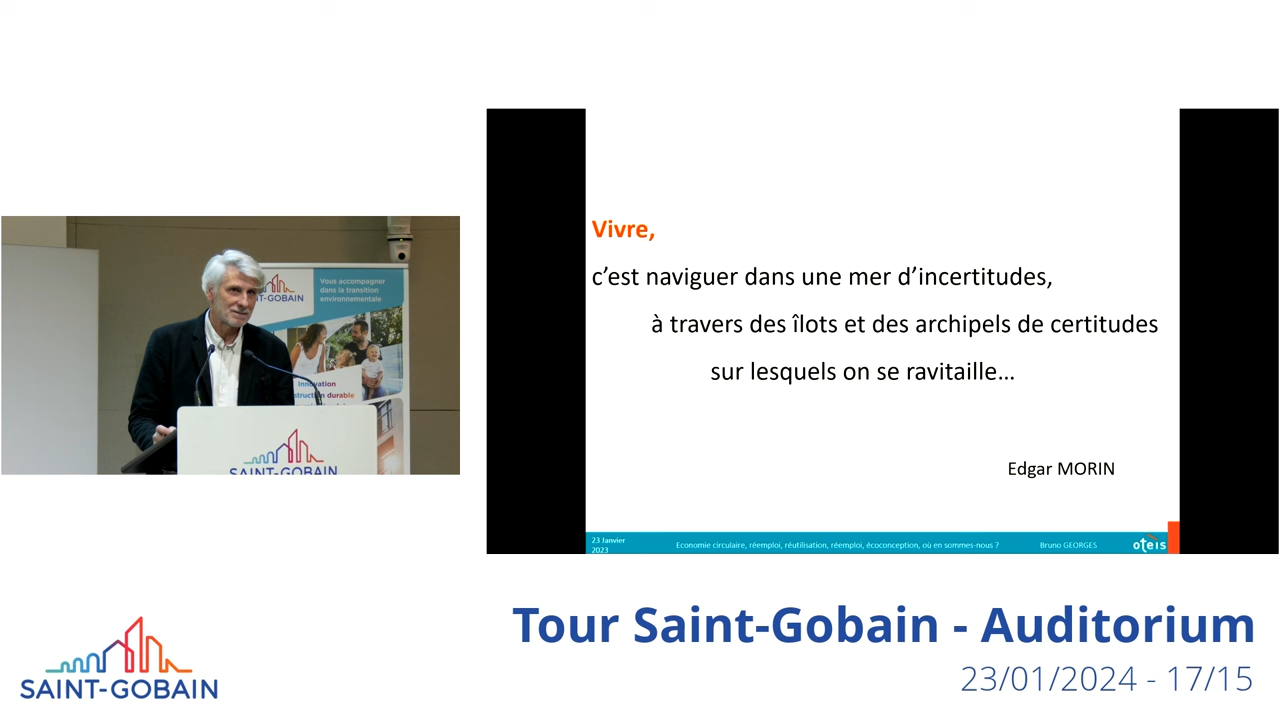 Vous accompagner
dans la transition
environnementale
T-GOBAIN
Innovation
durable
SAINT-GOBAIN
Vivre,
c’est naviguer dans une mer d’incertitudes,
à travers des îlots et des archipels de certitudes
sur lesquels on se ravitaille…
Edgar MORIN
23 Janvier
2023
Economie circulaire, réemploi, réutilisation, réemploi, écoconception, où en sommes-nous ?
Bruno GEORGES
oteis
SAINT-GOBAIN
Tour Saint-Gobain - Auditorium
23/01/2024 - 17/15